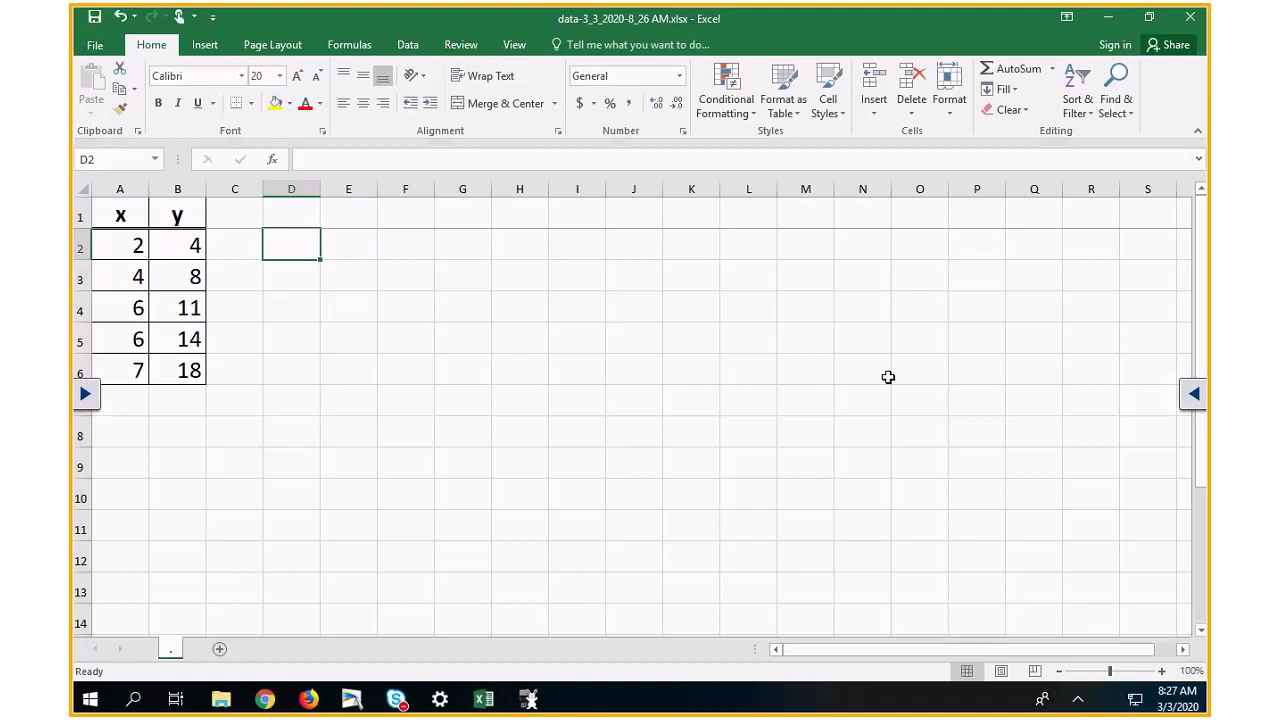 data-3_3_2020-8_26 AM.xlsx - Excel
File Home Insert Page Layout Formulas Data Review View Tell me what you want to do... Sign in Share
Paste
Calibri 20 A A
B I U A
Wrap Text
Merge & Center
General
$ % ,
Conditional Formatting
Format as Table
Cell Styles
Insert
Delete
Format
AutoSum
Fill
Clear
Sort & Filter
Find & Select
Clipboard Font Alignment Number Styles Cells Editing
D2 fx
A B C D E F G H I J K L M N O P Q R S
1 x y
2 2 4
3 4 8
4 6 11
5 6 14
6 7 18
8
9
10
11
12
13
14
.
Ready 100%
8:27 AM
3/3/2020